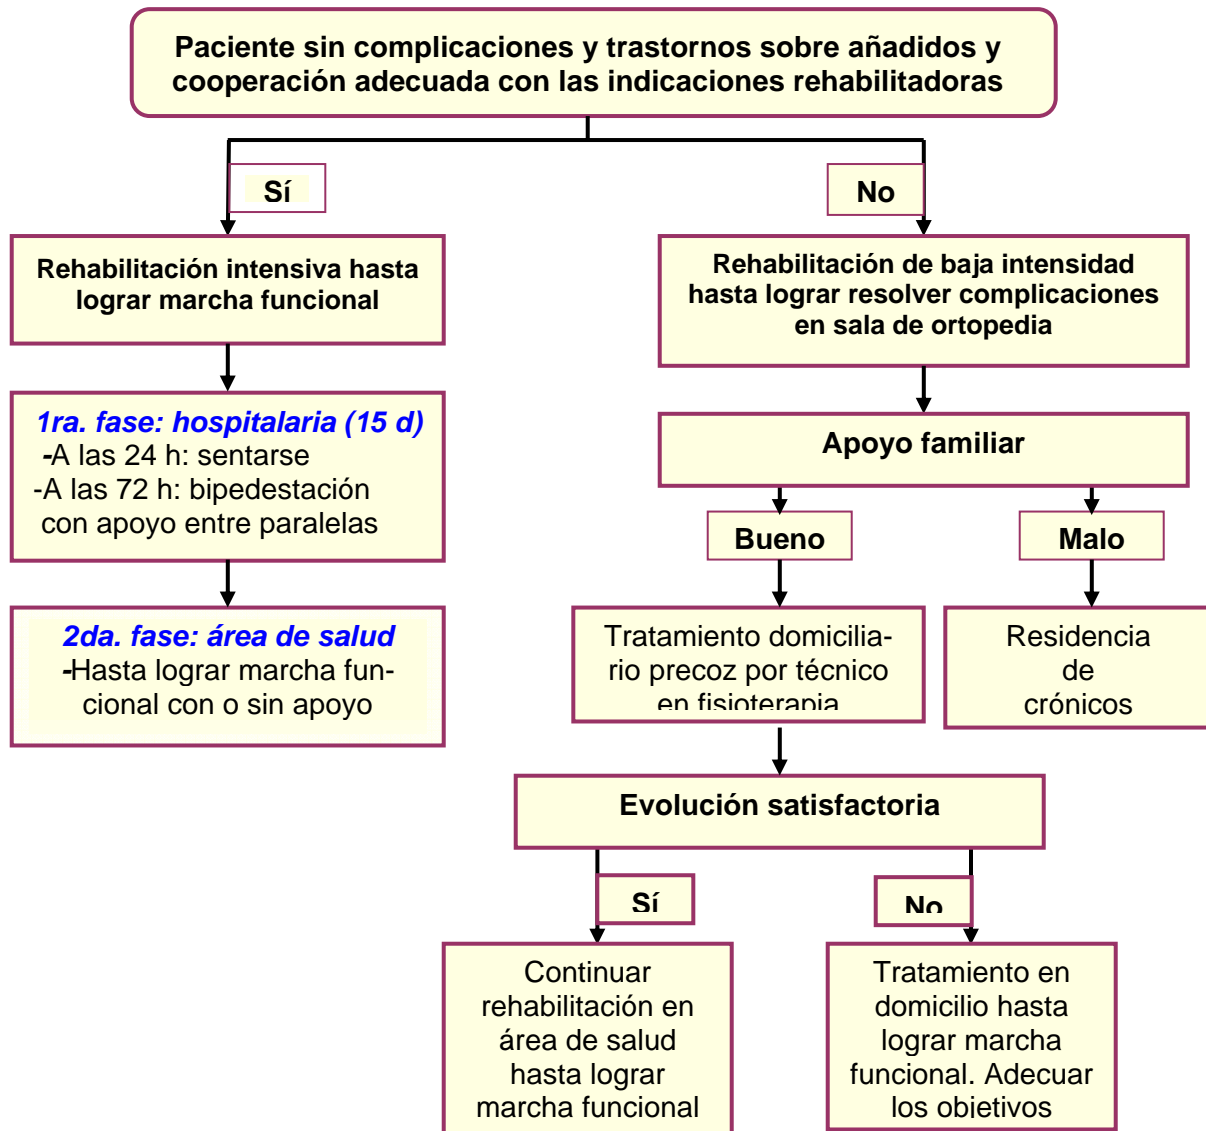 Paciente sin complicaciones y trastornos sobre añadidos y
cooperación adecuada con las indicaciones rehabilitadoras
Sí
No
Rehabilitación intensiva hasta
lograr marcha funcional
Rehabilitación de baja intensidad
hasta lograr resolver complicaciones
en sala de ortopedia
1ra. fase: hospitalaria (15 d)
-A las 24 h: sentarse
-A las 72 h: bipedestación
con apoyo entre paralelas
Apoyo familiar
Bueno
Malo
2da. fase: área de salud
-Hasta lograr marcha fun-
cional con o sin apoyo
Tratamiento domicilia-
rio precoz por técnico
en fisioterapia
Residencia
de
crónicos
Evolución satisfactoria
Sí
No
Continuar
rehabilitación en
área de salud
hasta lograr
marcha funcional
Tratamiento en
domicilio hasta
lograr marcha
funcional. Adecuar
los objetivos